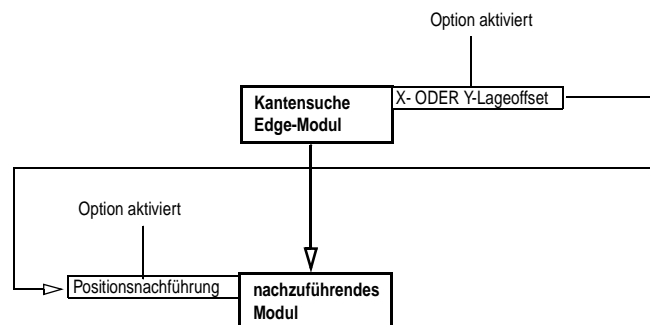 Option aktiviert
Kantensuche
Edge-Modul
X- ODER Y-Lageoffset
Option aktiviert
Positionsnachführung
nachzuführendes
Modul